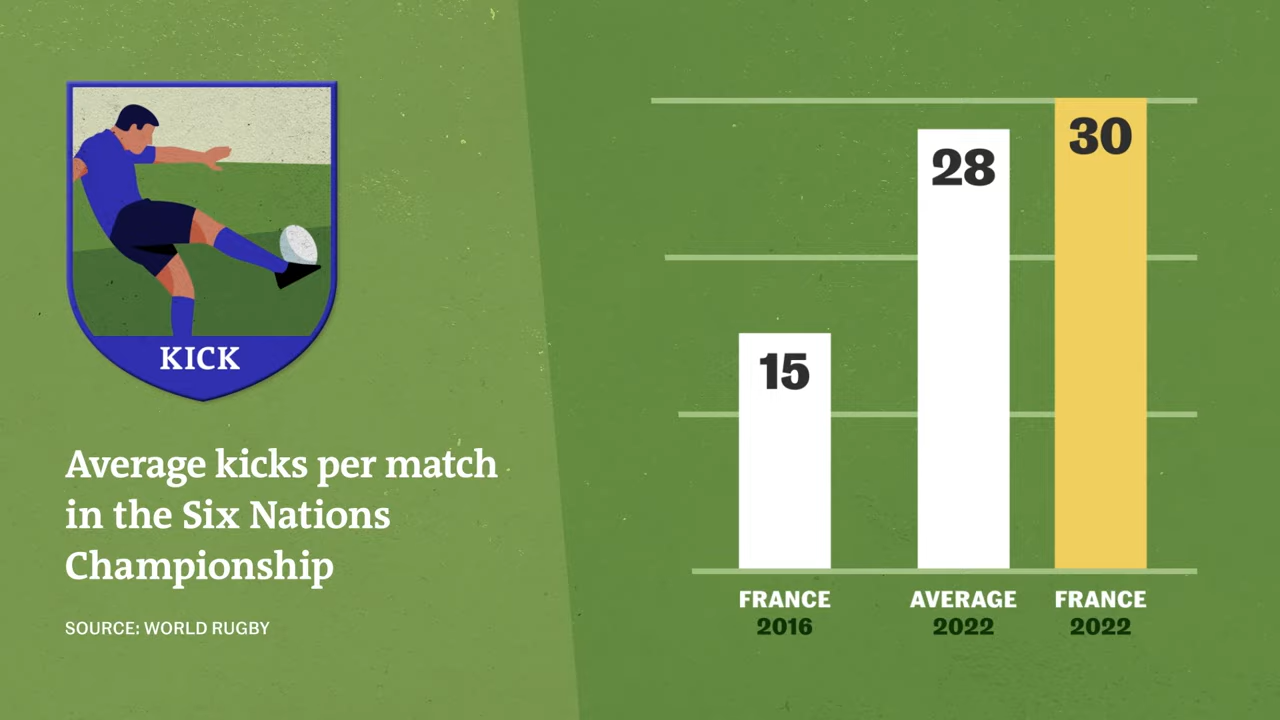 KICK
Average kicks per match
in the Six Nations
Championship
SOURCE: WORLD RUGBY
15
28
30
FRANCE
2016
AVERAGE
2022
FRANCE
2022